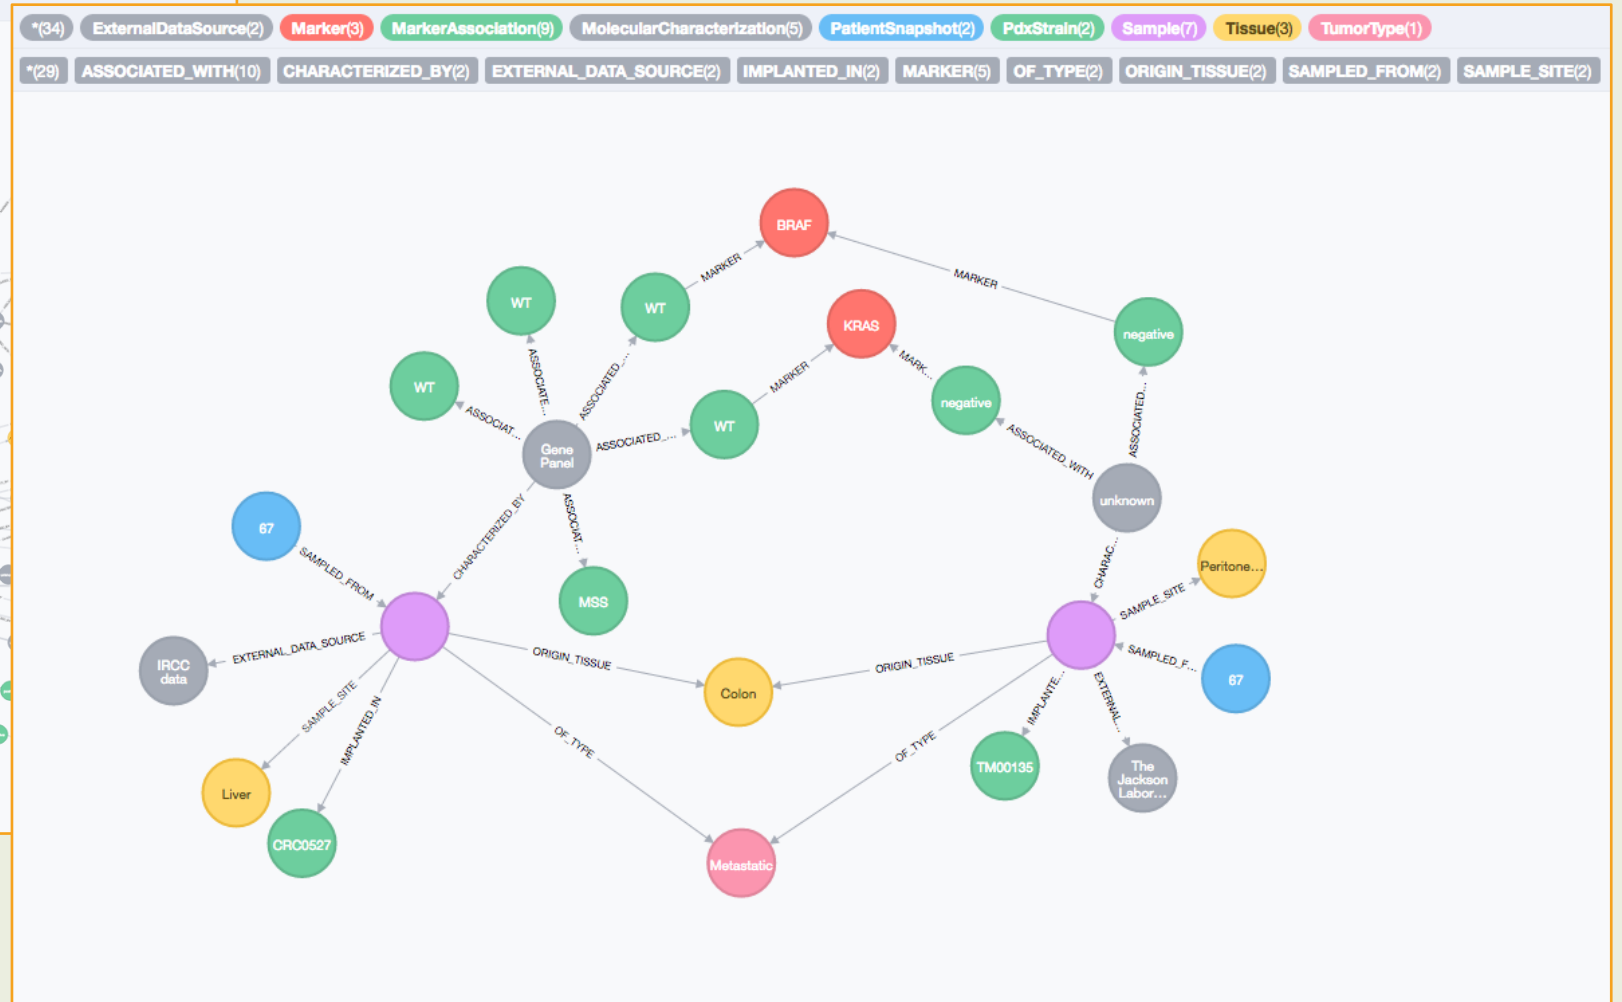 *(34) ExternalDataSource(2) Marker(3) MarkerAssociation(9) MolecularCharacterization(5) PatientSnapshot(2) PdxStrain(2) Sample(7) Tissue(3) TumorType(1)
*(29) ASSOCIATED_WITH(10) CHARACTERIZED_BY(2) EXTERNAL_DATA_SOURCE(2) IMPLANTED_IN(2) MARKER(5) OF_TYPE(2) ORIGIN_TISSUE(2) SAMPLED_FROM(2) SAMPLE_SITE(2)
BRAF
MARKER
MARKER
WT
WT
KRAS
negative
ASSOCIATE...
ASSOCIATED_...
MARKER
MARK...
WT
ASSOCIAT...
WT
negative
ASSOCIATED...
Gene
Panel
ASSOCIATED_...
ASSOCIATED_WITH
unknown
67
SAMPLED_FROM
CHARACTERIZED_BY
ASSOCIAT...
CHARAC...
Peritone...
MSS
SAMPLE_SITE
IRCC
data
EXTERNAL_DATA_SOURCE
ORIGIN_TISSUE
Colon
ORIGIN_TISSUE
SAMPLED_F...
67
SAMPLE_SITE
IMPLANTED_IN
OF_TYPE
OF_TYPE
IMPLANTE...
EXTERNAL...
TM00135
The
Jackson
Labor...
Liver
CRC0527
Metastatic